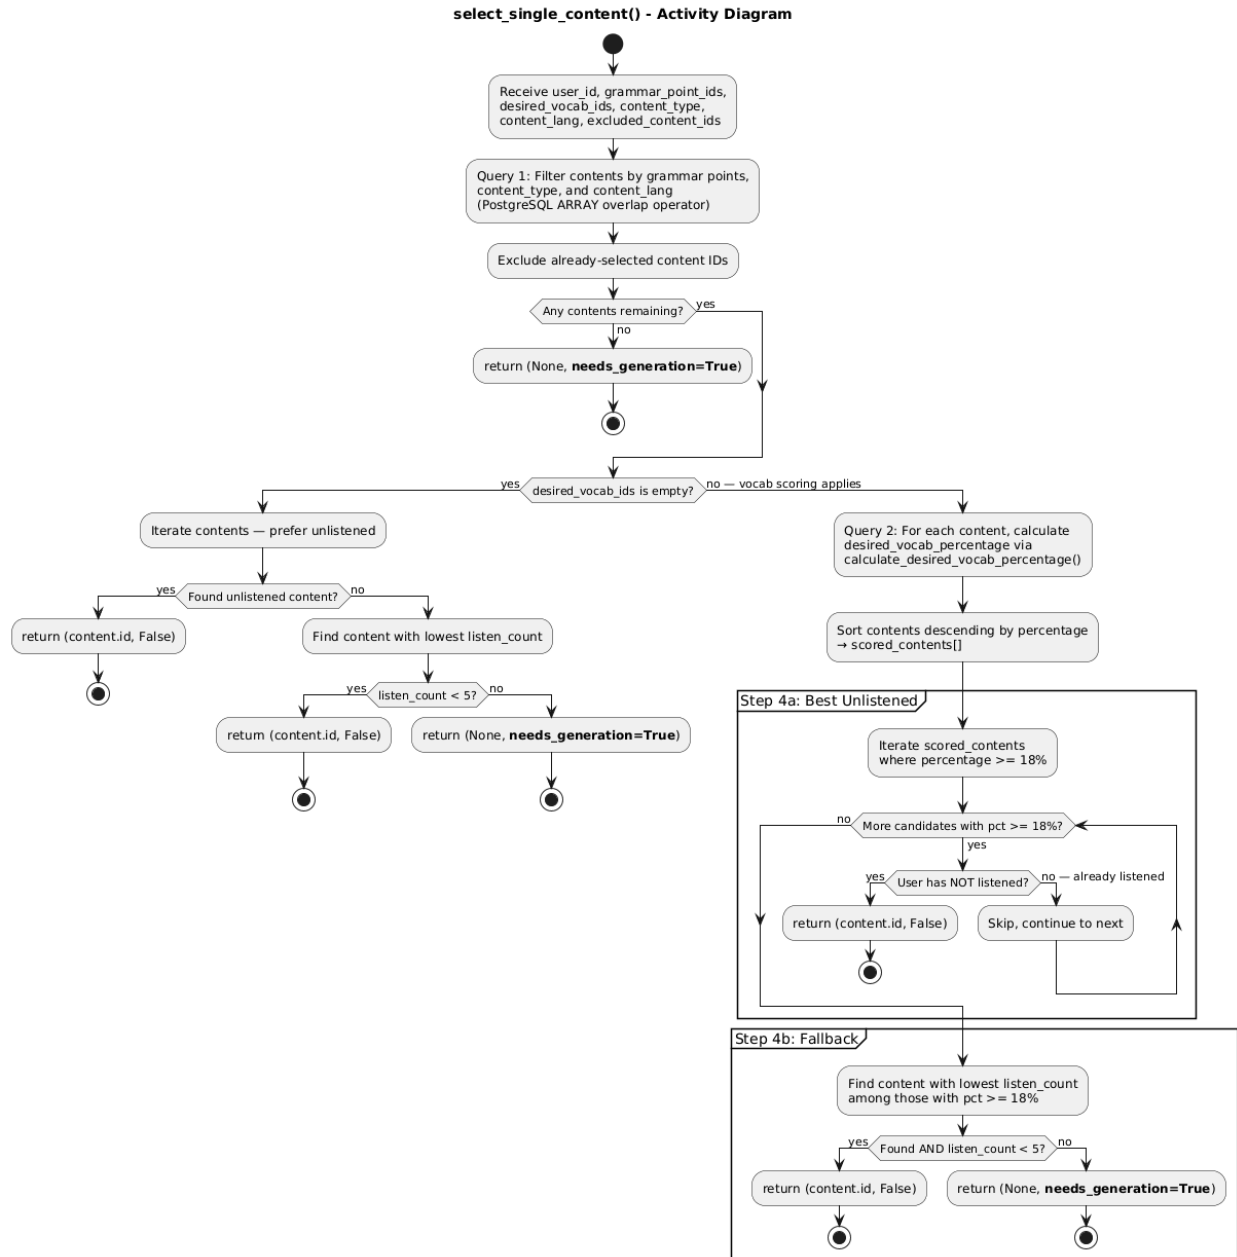 select_single_content() - Activity Diagram
Receive user_id, grammar_point_ids,
desired_vocab_ids, content_type,
content_lang, excluded_content_ids
Query 1: Filter contents by grammar points,
content_type, and content_lang
(PostgreSQL ARRAY overlap operator)
Exclude already-selected content IDs
Any contents remaining?
yes
no
return (None, needs_generation=True)
yes
desired_vocab_ids is empty?
no — vocab scoring applies
Iterate contents — prefer unlistened
yes
Found unlistened content?
no
return (content.id, False)
Find content with lowest listen_count
yes
listen_count < 5?
no
return (content.id, False)
return (None, needs_generation=True)
Query 2: For each content, calculate
desired_vocab_percentage via
calculate_desired_vocab_percentage()
Sort contents descending by percentage
→ scored_contents[]
Step 4a: Best Unlistened
Iterate scored_contents
where percentage >= 18%
no
More candidates with pct >= 18%?
yes
yes
User has NOT listened?
no — already listened
return (content.id, False)
Skip, continue to next
Step 4b: Fallback
Find content with lowest listen_count
among those with pct >= 18%
yes
Found AND listen_count < 5?
no
return (content.id, False)
return (None, needs_generation=True)